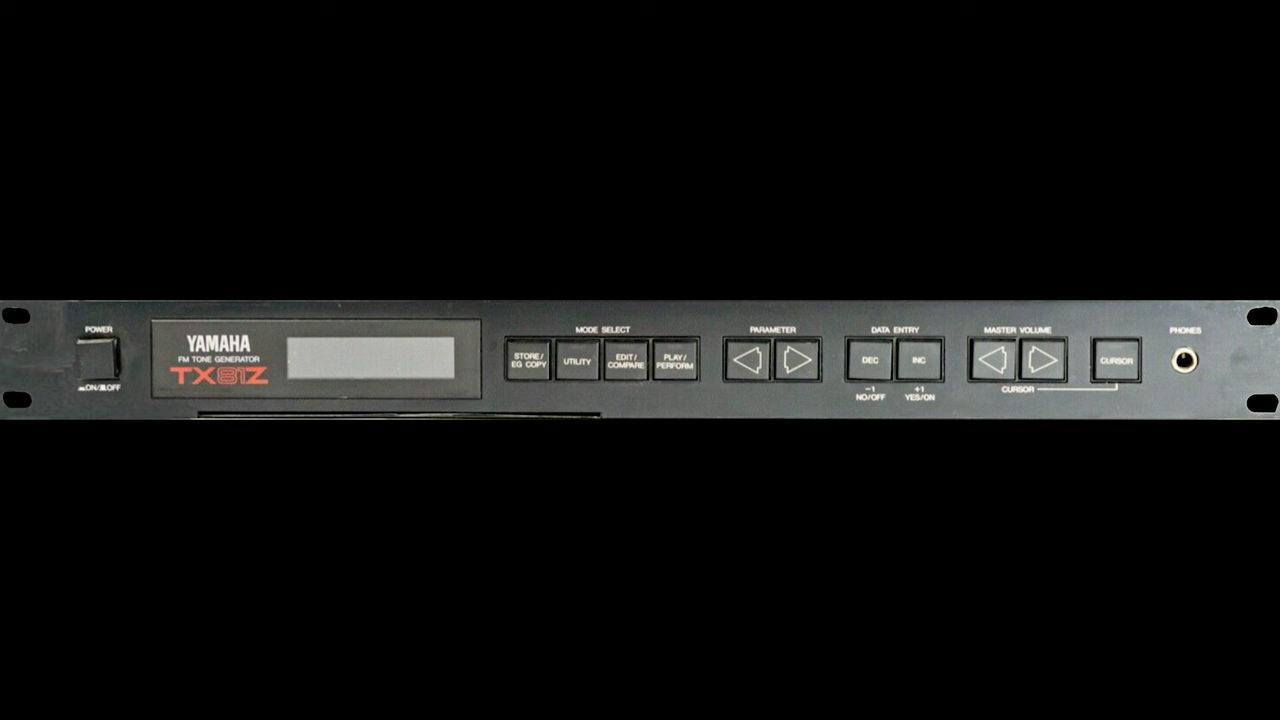 POWER
ON/OFF
YAMAHA
FM TONE GENERATOR
TX81Z
MODE SELECT
STORE/
EG COPY
UTILITY
EDIT/
COMPARE
PLAY/
PERFORM
PARAMETER
DATA ENTRY
DEC
INC
−1
NO/OFF
+1
YES/ON
MASTER VOLUME
CURSOR
CURSOR
PHONES